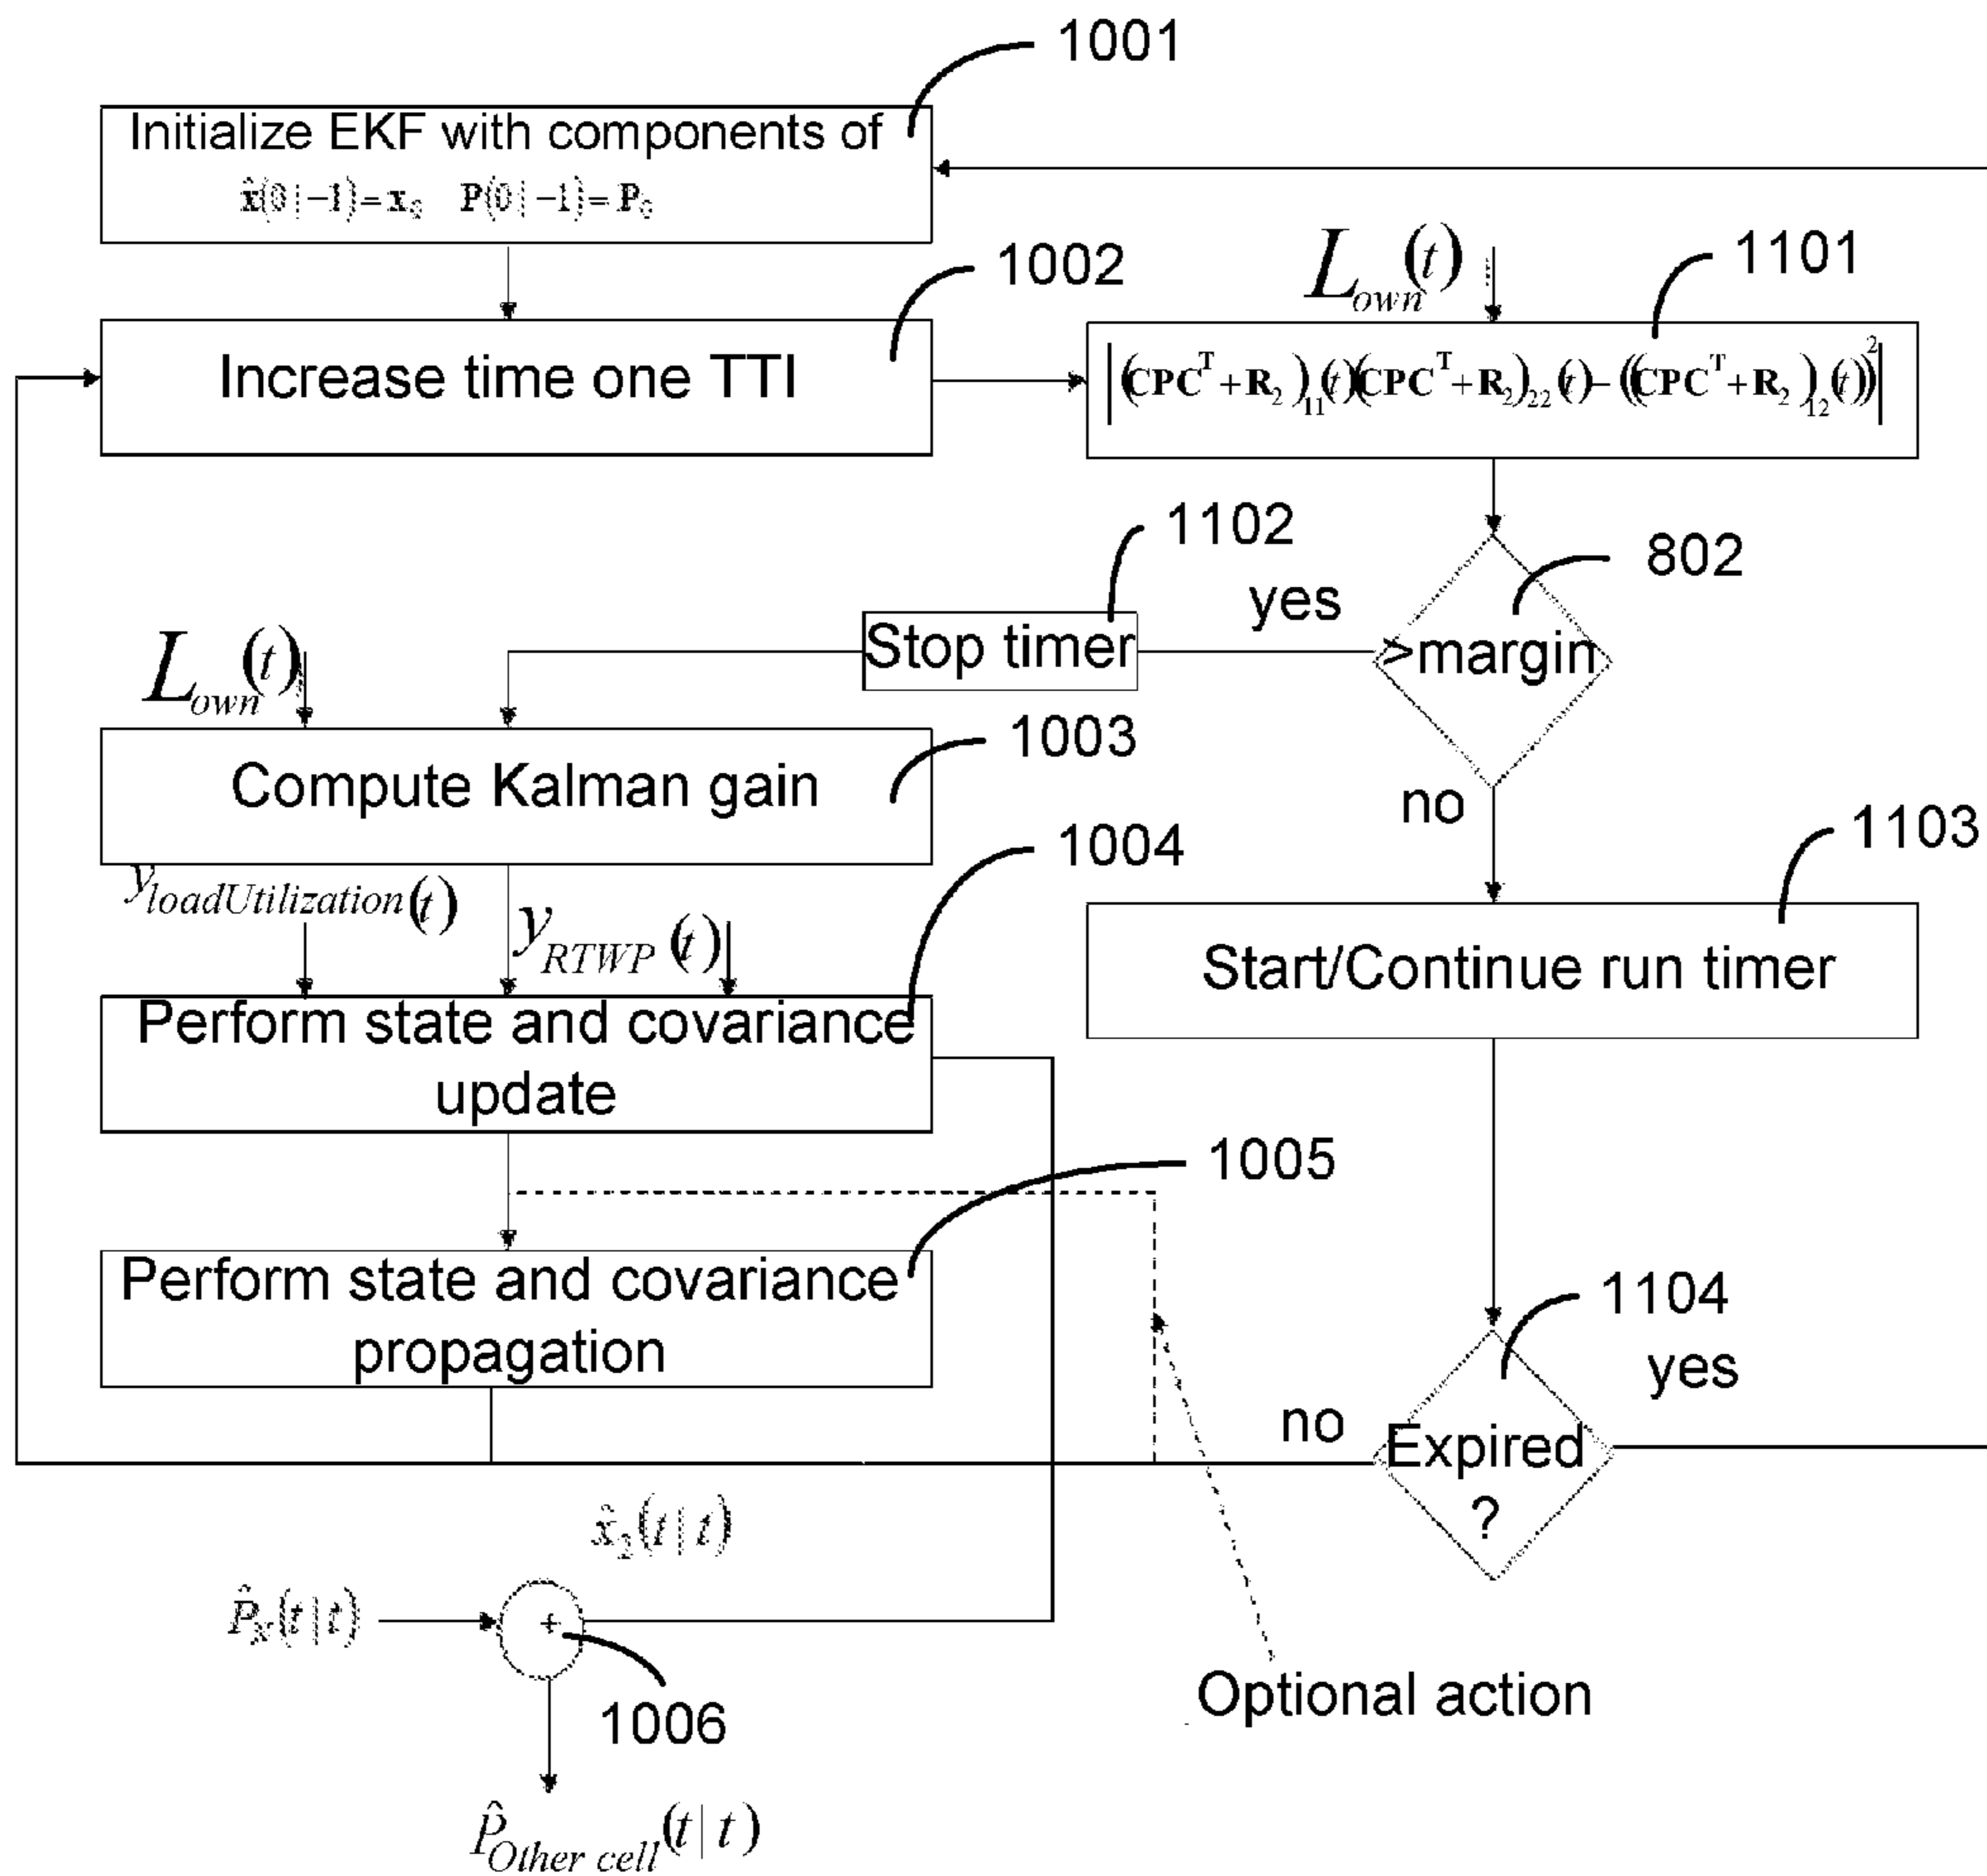 1001
Initialize EKF with components of
x̂(0|−1)=x₀ P(0|−1)=P₀
1002
Increase time one TTI
L_own(t)
1101
|(CPC^T+R₂)₁₁(t)(CPC^T+R₂)₂₂(t)−((CPC^T+R₂)₁₂(t))²|
1102
Stop timer
yes
802
>margin
no
L_own(t)
1003
Compute Kalman gain
1004
y_loadUtilization(t)
y_RTWP(t)
Perform state and covariance
update
1103
Start/Continue run timer
1005
Perform state and covariance
propagation
1104
yes
no
Expired
?
x̂₂(t|t)
P̂_N(t|t)
+
1006
Optional action
P̂_Other cell(t|t)